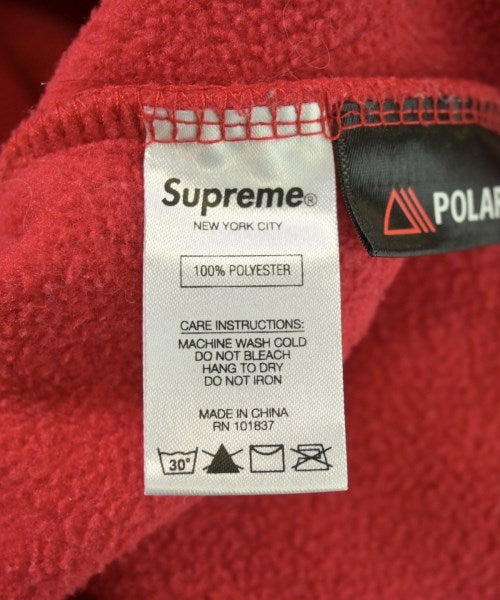 Supreme®
NEW YORK CITY
100% POLYESTER
CARE INSTRUCTIONS:
MACHINE WASH COLD
DO NOT BLEACH
HANG TO DRY
DO NOT IRON
MADE IN CHINA
RN 101837
30°
POLAR